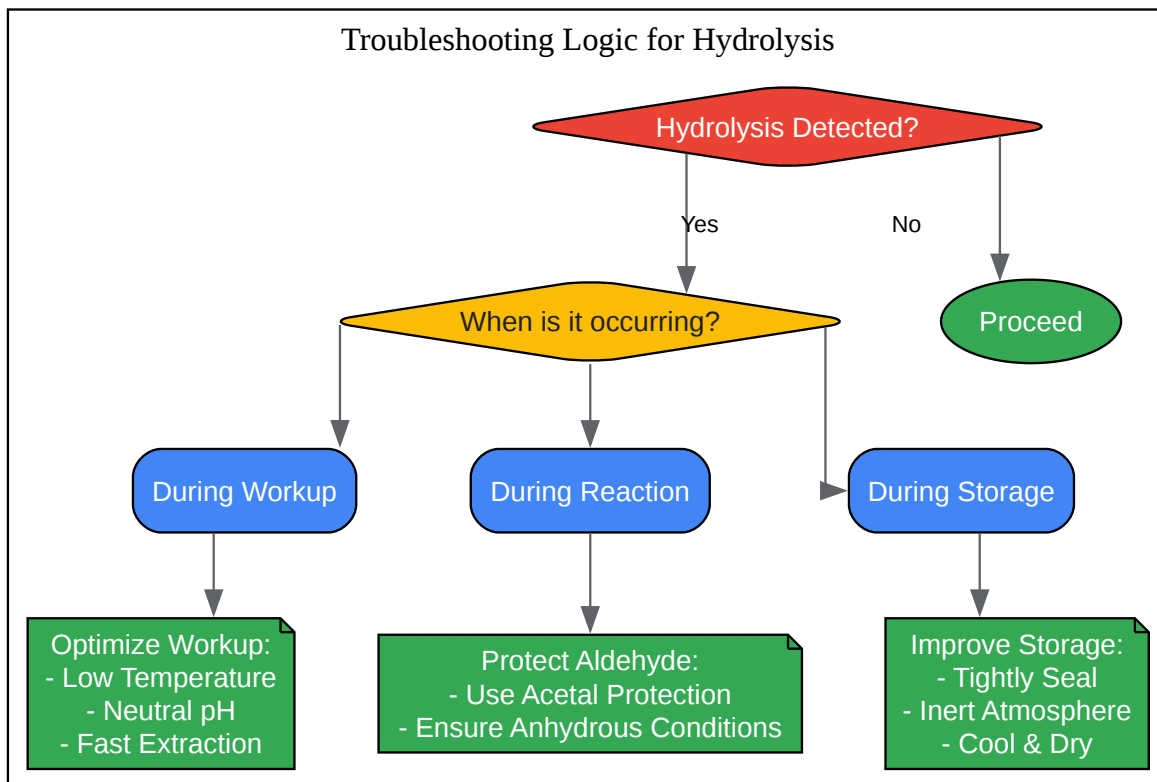 Troubleshooting Logic for Hydrolysis
Hydrolysis Detected?
Yes
No
When is it occurring?
Proceed
During Workup
During Reaction
During Storage
Optimize Workup:
- Low Temperature
- Neutral pH
- Fast Extraction
Protect Aldehyde:
- Use Acetal Protection
- Ensure Anhydrous Conditions
Improve Storage:
- Tightly Seal
- Inert Atmosphere
- Cool & Dry